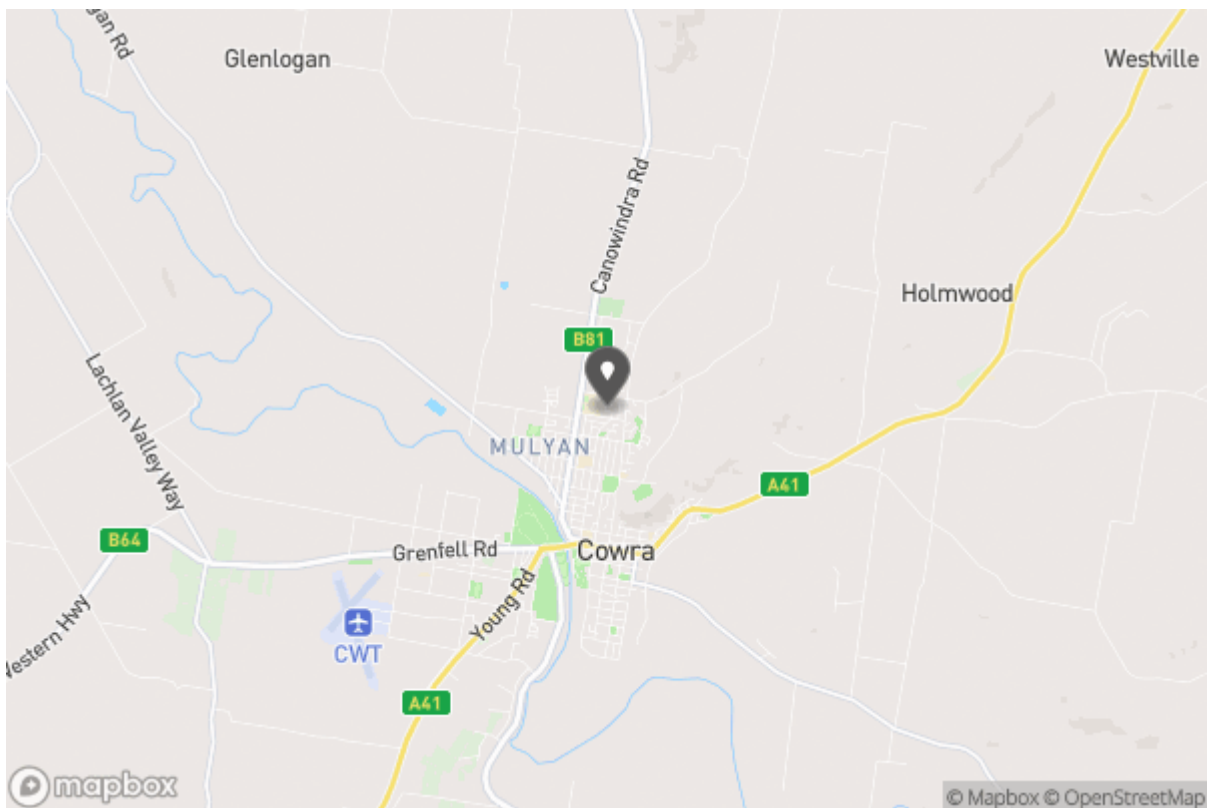 gan Rd
Glenlogan
Westville
Canowindra Rd
Holmwood
B81
Lachlan Valley Way
MULYAN
A41
B64
Grenfell Rd
Cowra
Western Hwy
Young Rd
CWT
A41
mapbox
© Mapbox © OpenStreetMap